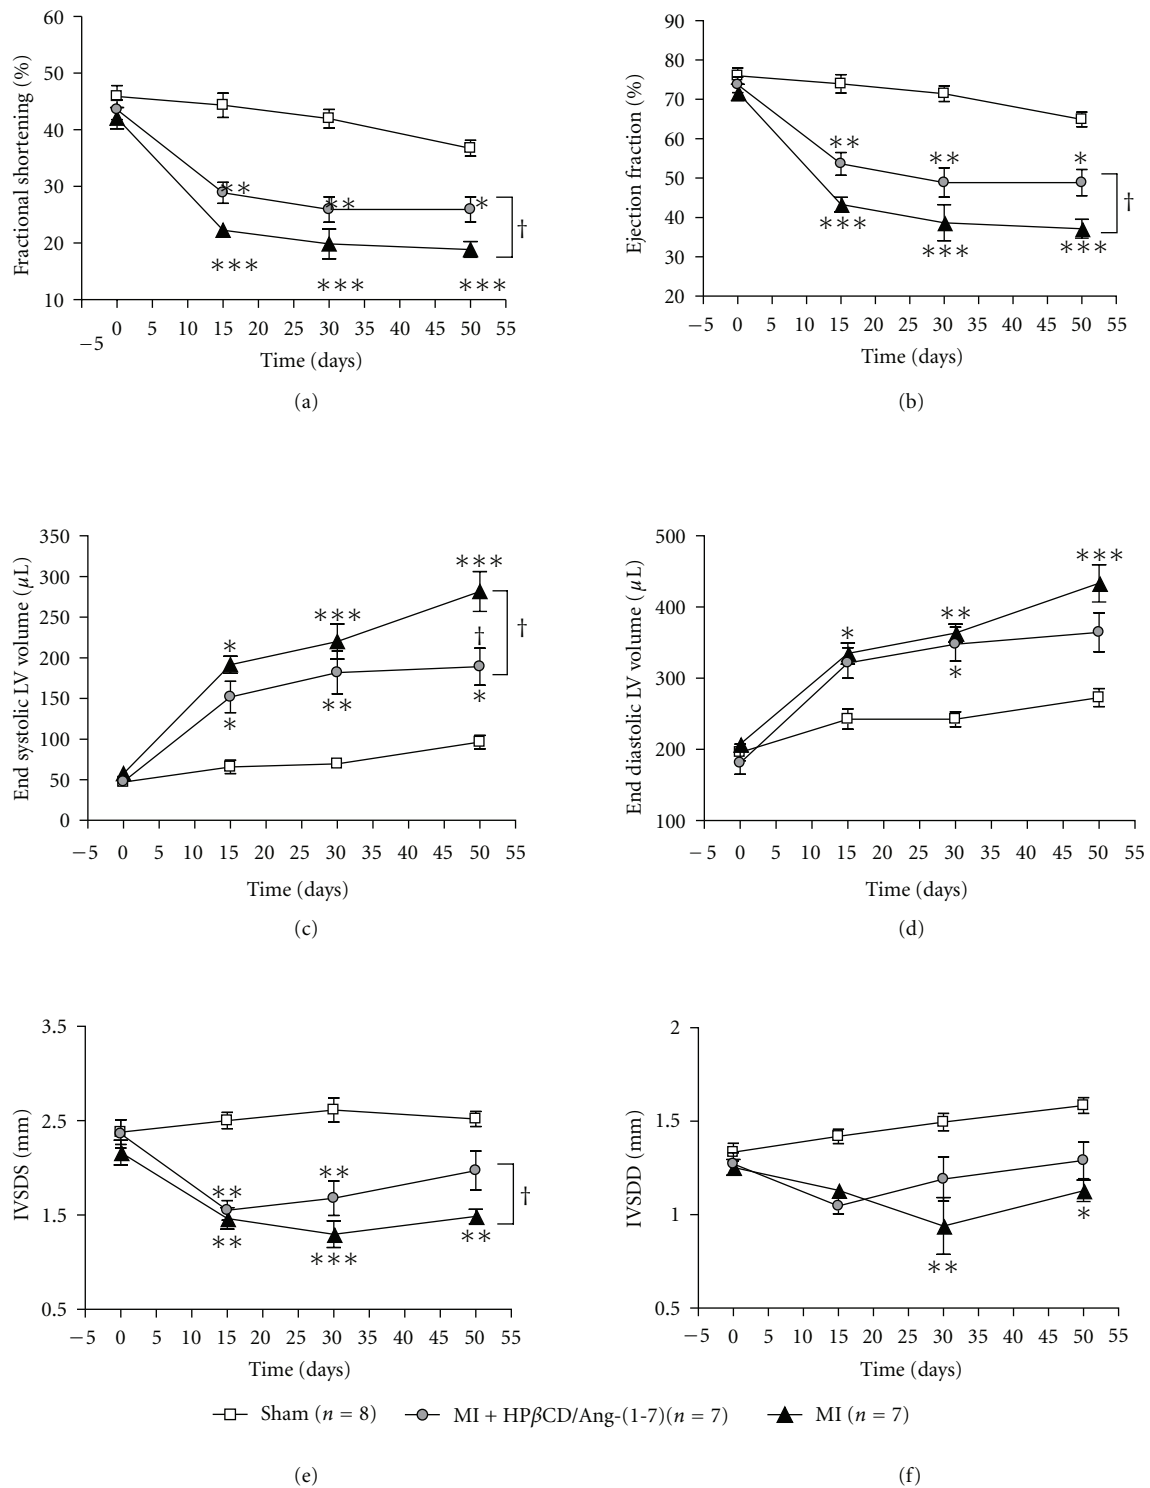 60
50
40
30
20
10
Fractional shortening (%)
** ** *
*** *** ***
†
−5 0 5 10 15 20 25 30 35 40 45 50 55
Time (days)
(a)
90
80
70
60
50
40
30
20
Ejection fraction (%)
** ** *
*** *** ***
†
−5 0 5 10 15 20 25 30 35 40 45 50 55
Time (days)
(b)
350
300
250
200
150
100
50
0
End systolic LV volume (μL)
* *** ***
†
†
* ** *
−5 0 5 10 15 20 25 30 35 40 45 50 55
Time (days)
(c)
500
400
300
200
100
End diastolic LV volume (μL)
* ** ***
*
−5 0 5 10 15 20 25 30 35 40 45 50 55
Time (days)
(d)
3.5
2.5
1.5
0.5
IVSDS (mm)
** **
** *** **
†
−5 0 5 10 15 20 25 30 35 40 45 50 55
Time (days)
2
1.5
1
0.5
IVSDD (mm)
** *
−5 0 5 10 15 20 25 30 35 40 45 50 55
Time (days)
Sham (n = 8) MI + HPβCD/Ang-(1-7)(n = 7) MI (n = 7)
(e) (f)